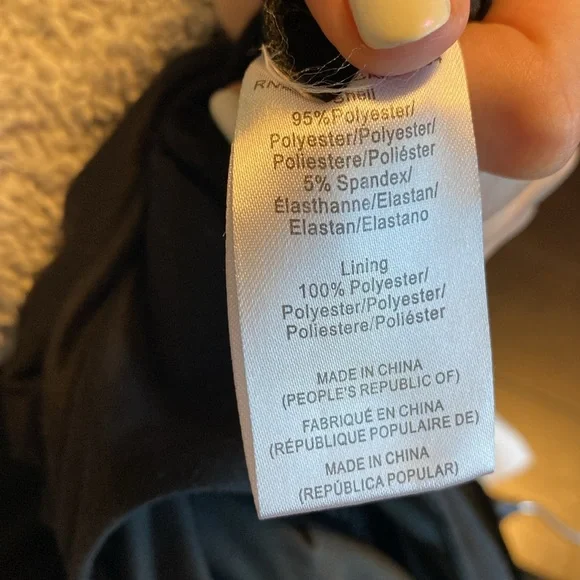 Shell
95%Polyester/
Polyester/Polyester/
Poliestere/Poliéster
5% Spandex/
Élasthanne/Elastan/
Elastan/Elastano
Lining
100% Polyester/
Polyester/Polyester/
Poliestere/Poliéster
MADE IN CHINA
(PEOPLE'S REPUBLIC OF)
FABRIQUÉ EN CHINA
(RÉPUBLIQUE POPULAIRE DE)
MADE IN CHINA
(REPÚBLICA POPULAR)